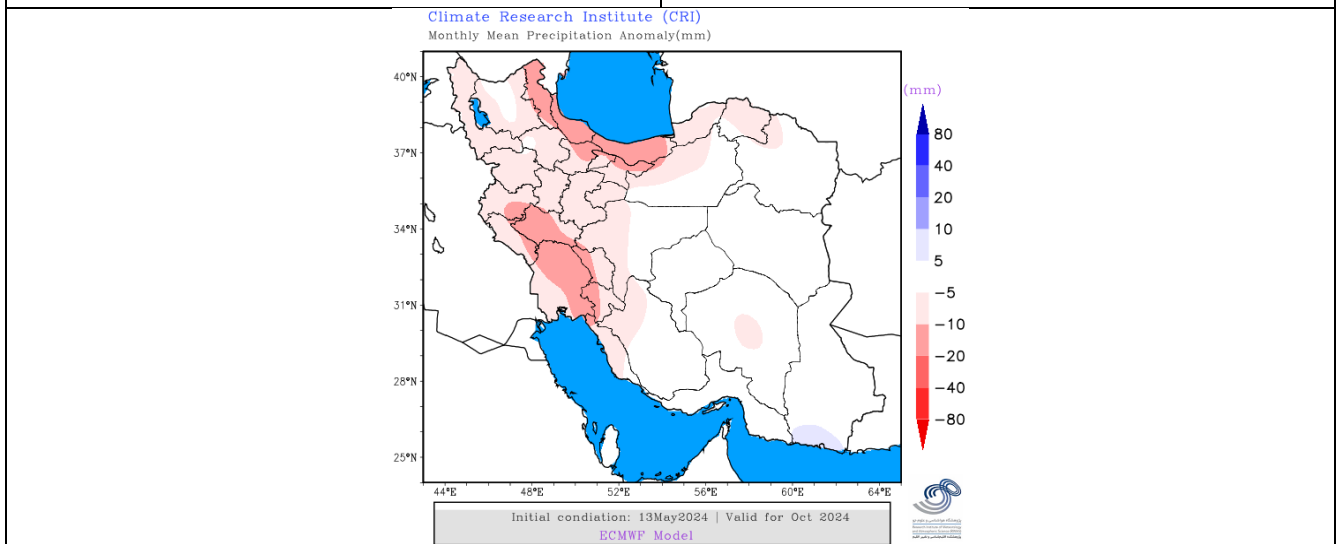 Climate Research Institute (CRI)
Monthly Mean Precipitation Anomaly(mm)
(mm)
40°N
37°N
34°N
31°N
28°N
25°N
44°E 48°E 52°E 56°E 60°E 64°E
80
40
20
10
5
−5
−10
−20
−40
−80
Initial condiation: 13May2024 | Valid for Oct 2024
ECMWF Model